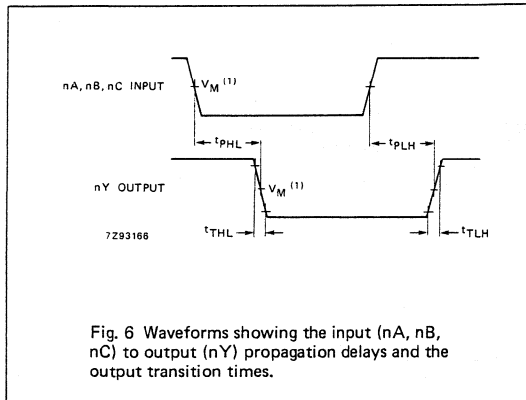 nA, nB, nC INPUT
VM (1)
tPHL
tPLH
nY OUTPUT
VM (1)
7Z93166
tTHL
tTLH
Fig. 6 Waveforms showing the input (nA, nB,
nC) to output (nY) propagation delays and the
output transition times.